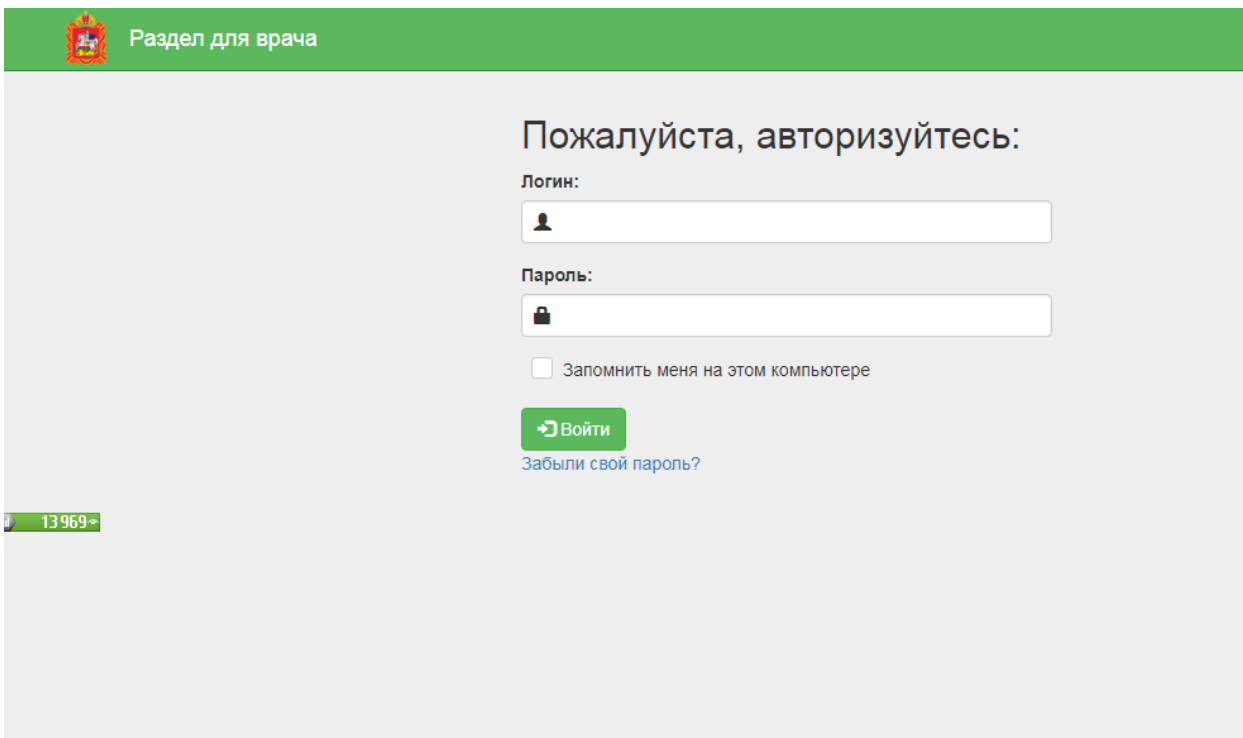 Раздел для врача
Пожалуйста, авторизуйтесь:
Логин:
Пароль:
Запомнить меня на этом компьютере
Войти
Забыли свой пароль?
13 969